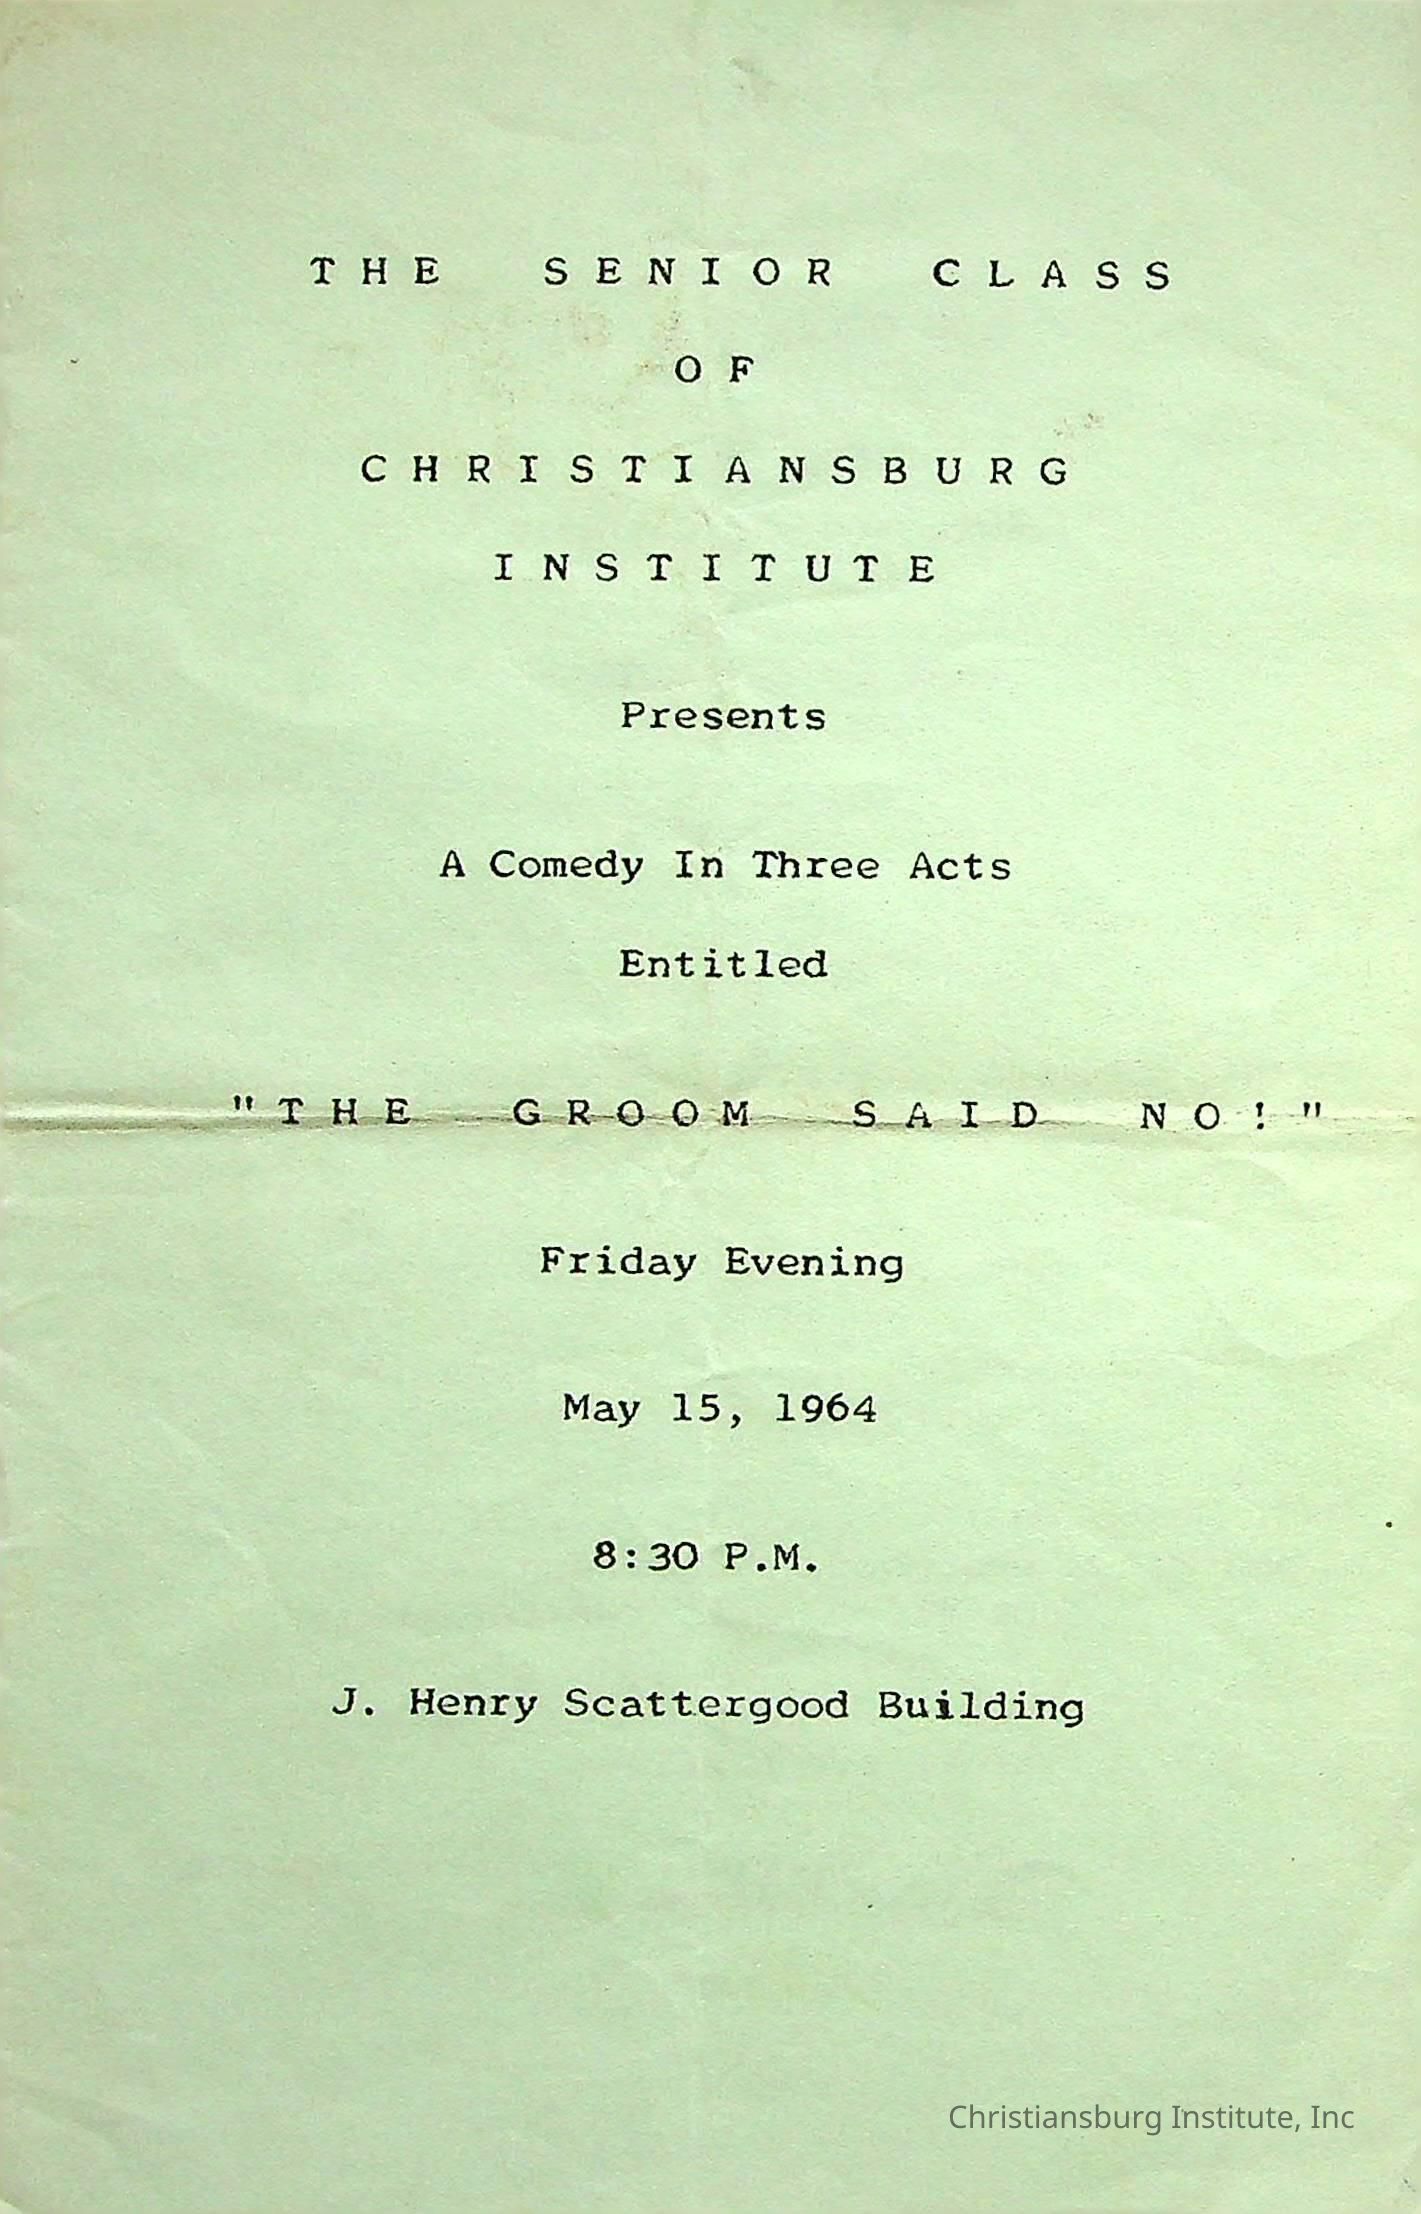 THE SENIOR CLASS
OF
CHRISTIANSBURG
INSTITUTE
Presents
A Comedy In Three Acts
Entitled
"THE GROOM SAID NO!"
Friday Evening
May 15, 1964
8:30 P.M.
J. Henry Scattergood Building
Christiansburg Institute, Inc